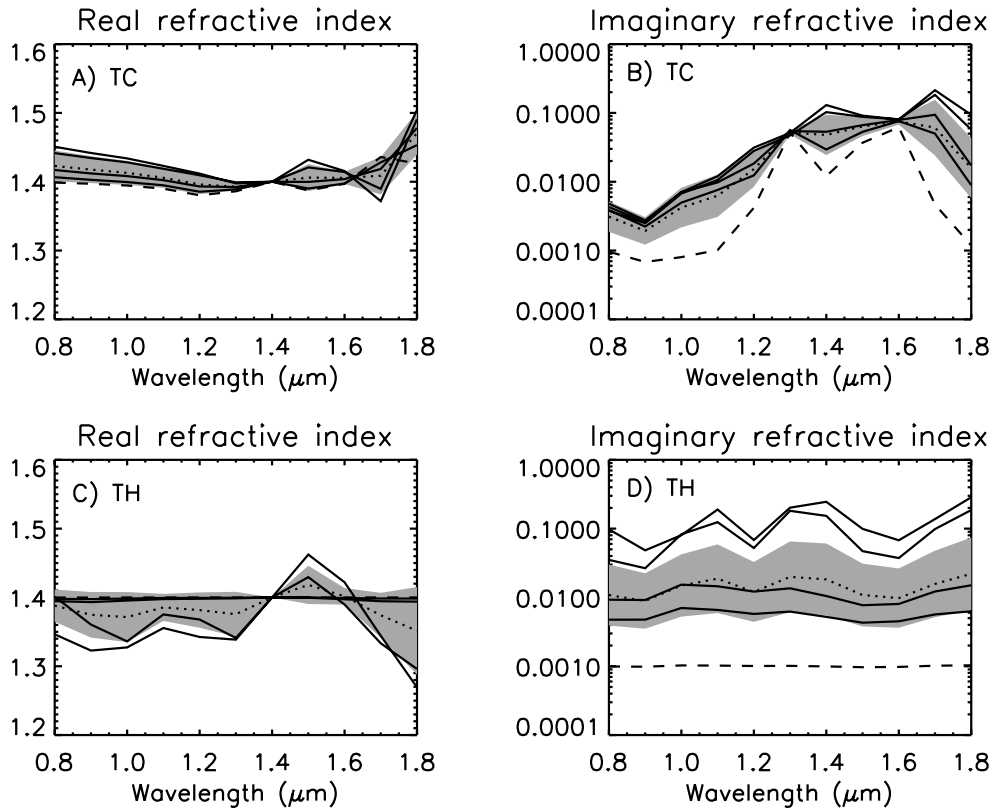 Real refractive index
1.6
1.5
1.4
1.3
1.2
A) TC
0.8 1.0 1.2 1.4 1.6 1.8
Wavelength (μm)
Imaginary refractive index
1.0000
0.1000
0.0100
0.0010
0.0001
B) TC
0.8 1.0 1.2 1.4 1.6 1.8
Wavelength (μm)
Real refractive index
1.6
1.5
1.4
1.3
1.2
C) TH
0.8 1.0 1.2 1.4 1.6 1.8
Wavelength (μm)
Imaginary refractive index
1.0000
0.1000
0.0100
0.0010
0.0001
D) TH
0.8 1.0 1.2 1.4 1.6 1.8
Wavelength (μm)